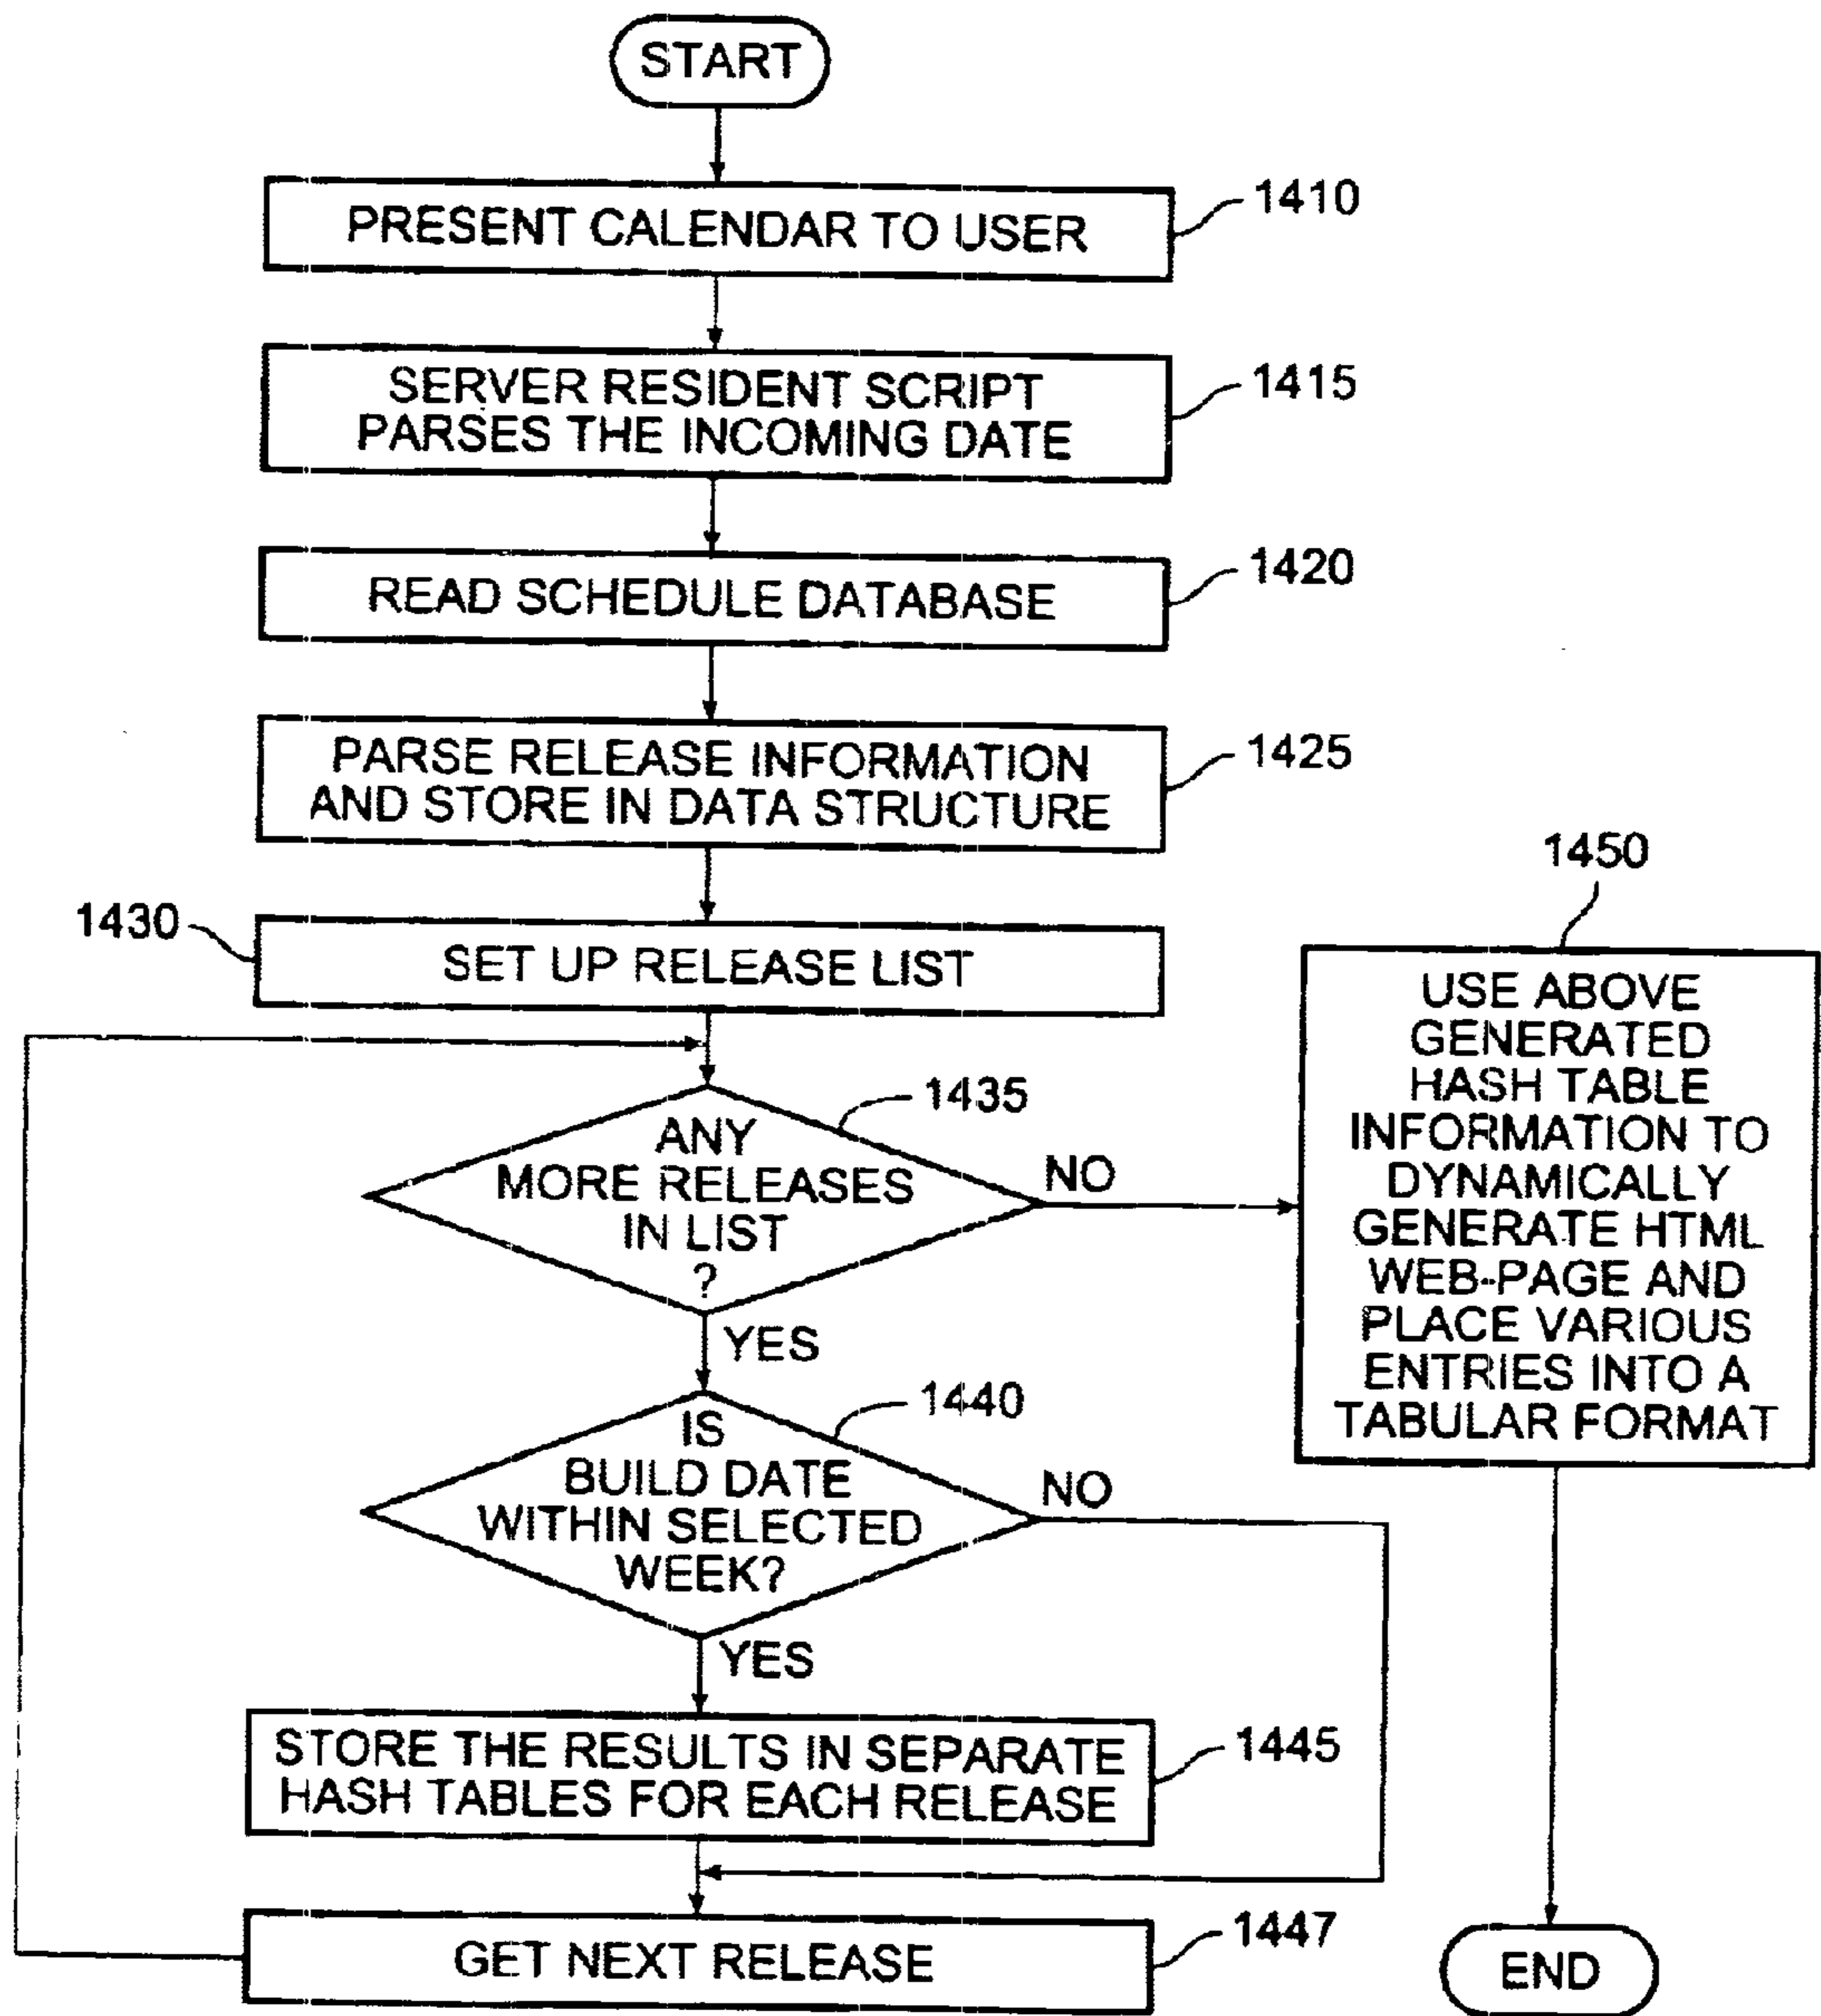 START
PRESENT CALENDAR TO USER
1410
SERVER RESIDENT SCRIPT
PARSES THE INCOMING DATE
1415
READ SCHEDULE DATABASE
1420
PARSE RELEASE INFORMATION
AND STORE IN DATA STRUCTURE
1425
1430
SET UP RELEASE LIST
ANY
MORE RELEASES
IN LIST
?
1435
NO
YES
1450
USE ABOVE
GENERATED
HASH TABLE
INFORMATION TO
DYNAMICALLY
GENERATE HTML
WEB-PAGE AND
PLACE VARIOUS
ENTRIES INTO A
TABULAR FORMAT
IS
BUILD DATE
WITHIN SELECTED
WEEK?
1440
NO
YES
STORE THE RESULTS IN SEPARATE
HASH TABLES FOR EACH RELEASE
1445
GET NEXT RELEASE
1447
END